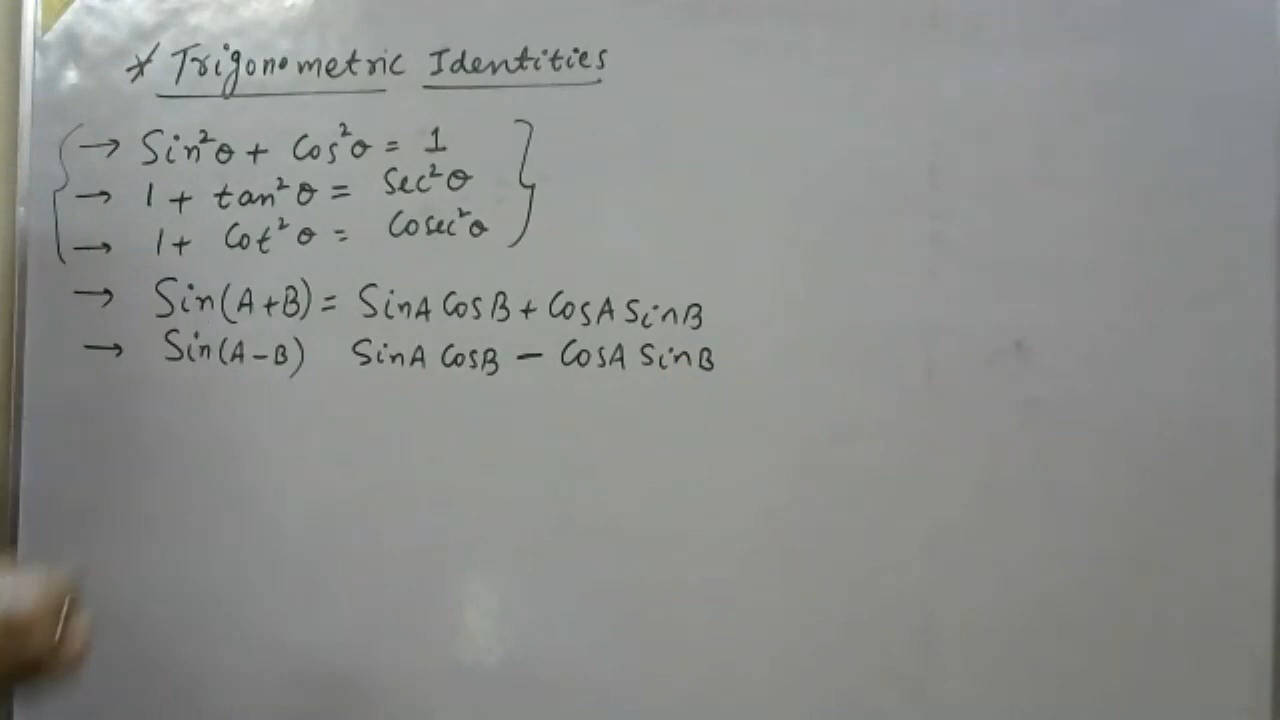 * Trigonometric Identities
→ Sin²θ + Cos²θ = 1
→ 1 + tan²θ = Sec²θ
→ 1 + Cot²θ = Cosec²θ
→ Sin(A+B) = SinA CosB + CosA SinB
→ Sin(A-B) SinA CosB - CosA SinB